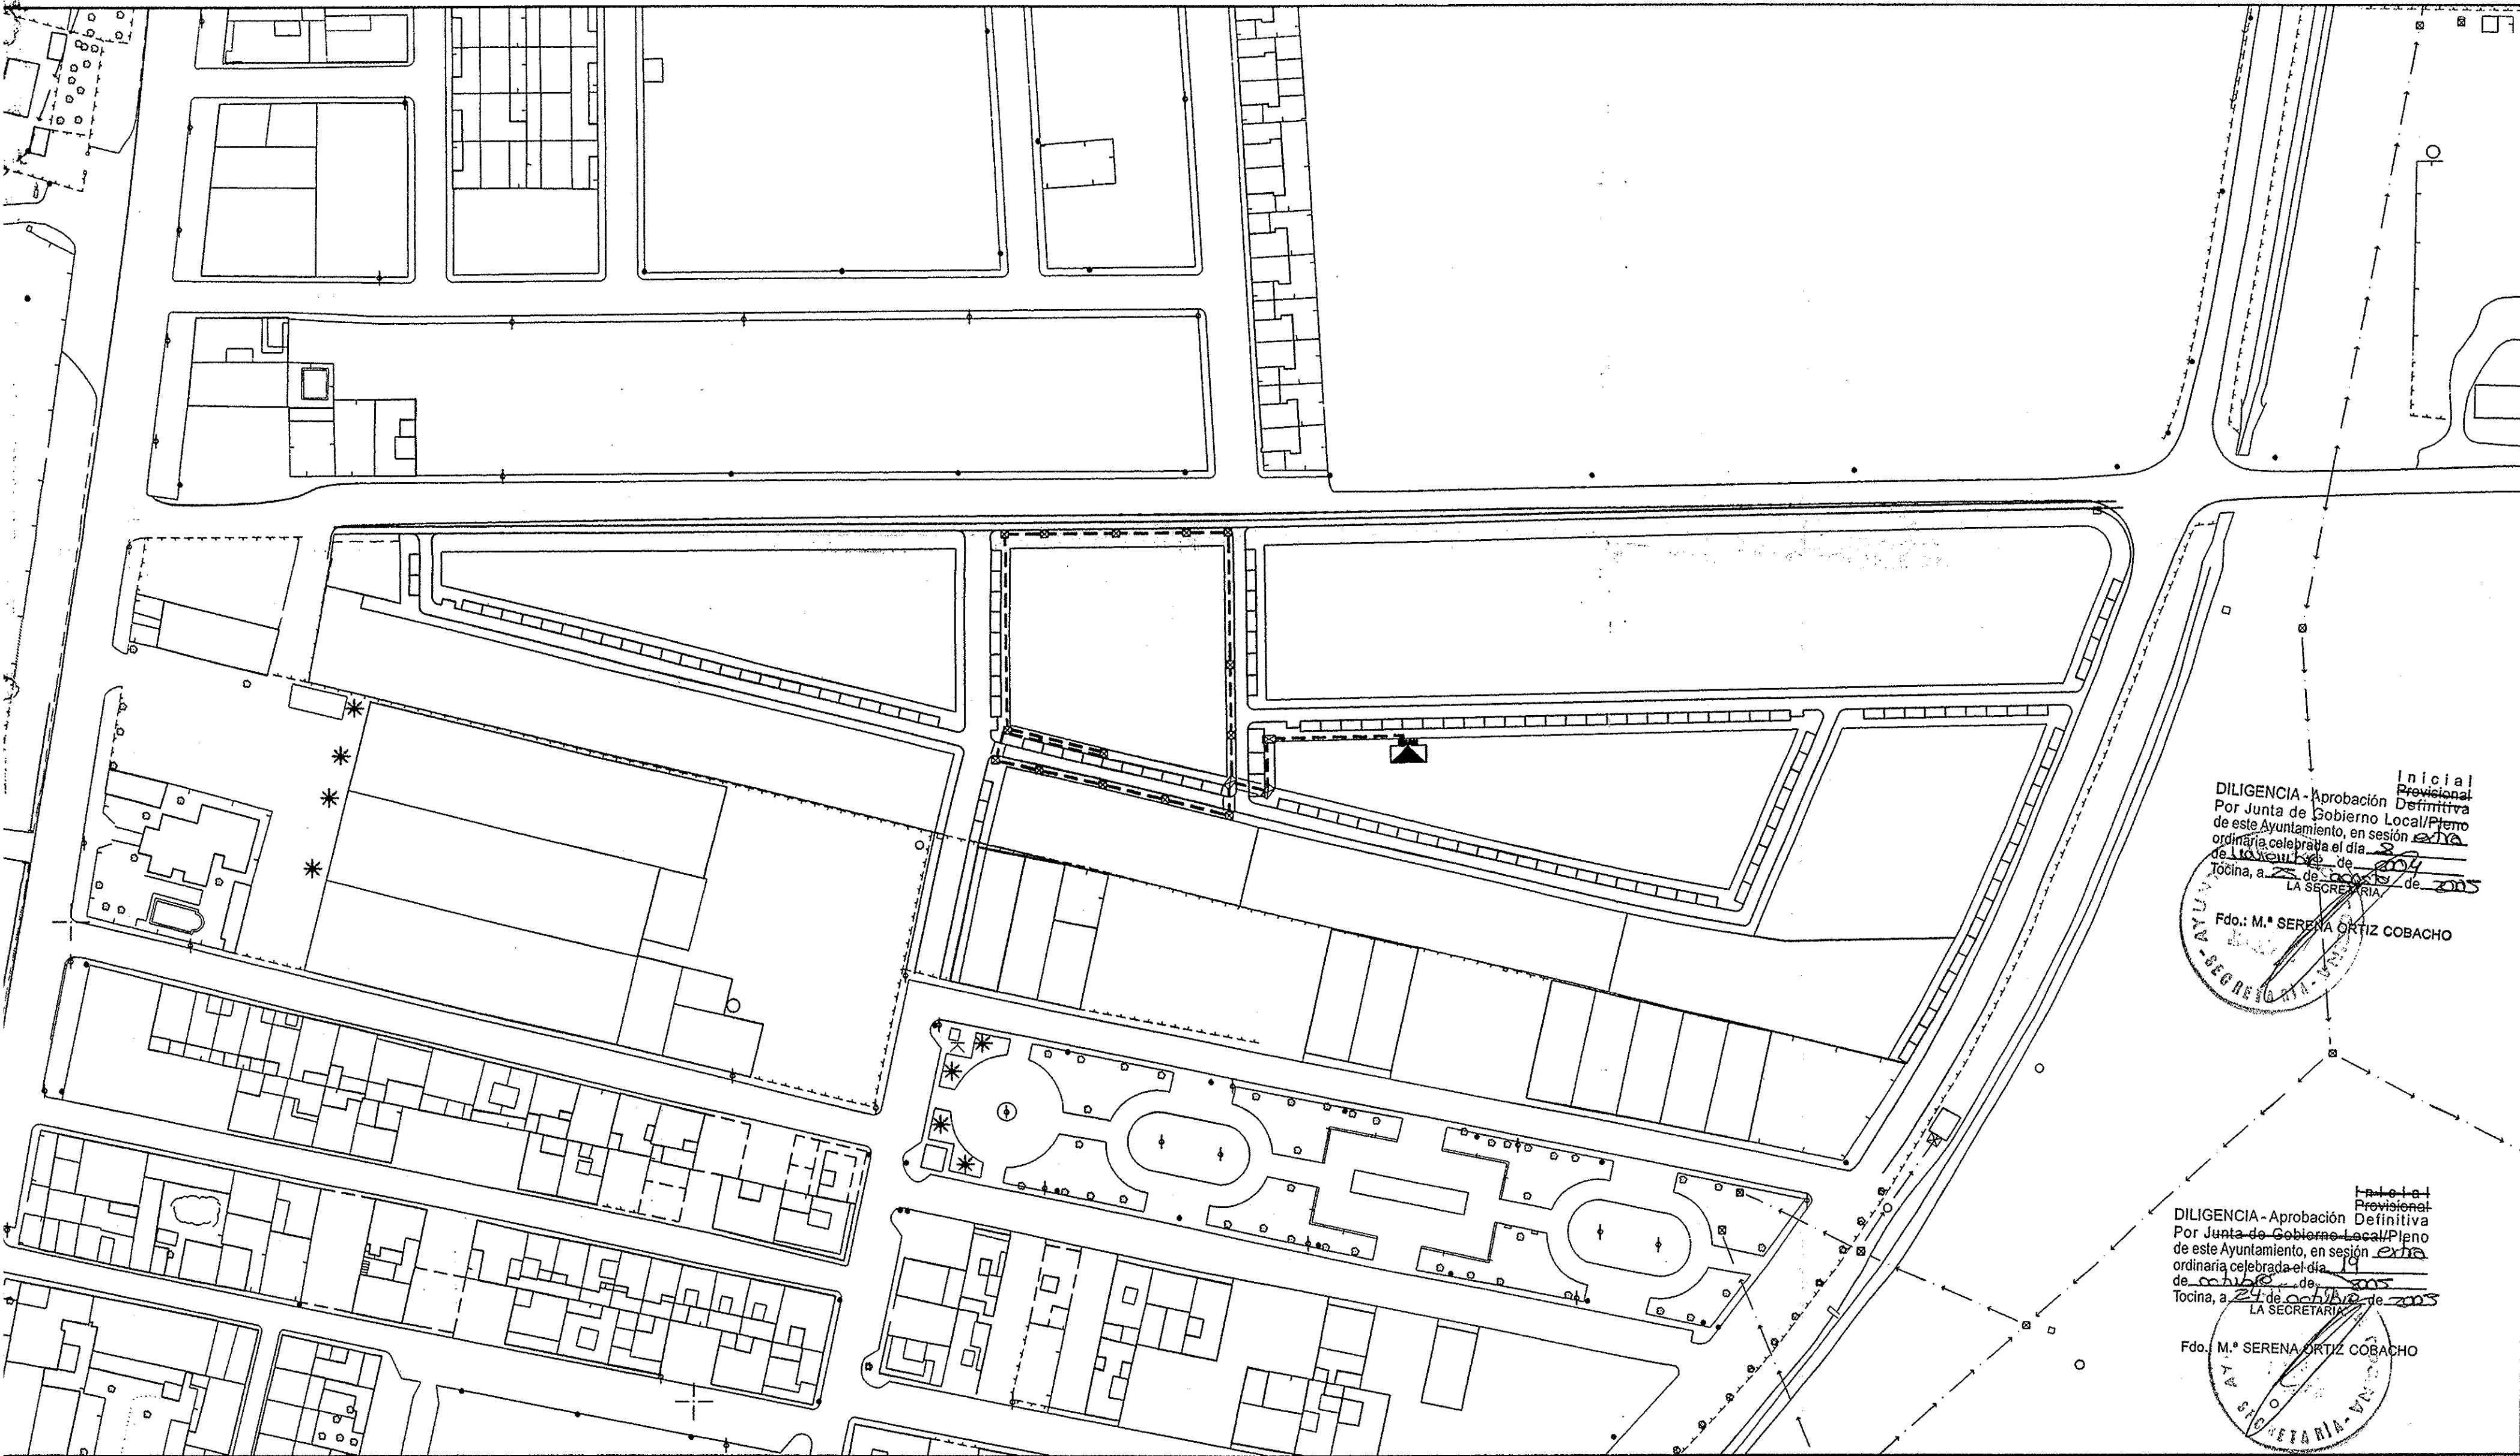 Inicial
Provisional
DILIGENCIA - Aprobación Definitiva
Por Junta de Gobierno Local/Pleno
de este Ayuntamiento, en sesión extra
ordinaria celebrada el día 8
de noviembre de 2004
Tocina, a 25 de agosto de 2005
LA SECRETARIA
Fdo.: M.ª SERENA ORTIZ COBACHO
SECRETARIA
Inicial
Provisional
DILIGENCIA - Aprobación Definitiva
Por Junta de Gobierno Local/Pleno
de este Ayuntamiento, en sesión extra
ordinaria celebrada el día 19
de octubre de 2005
Tocina, a 24 de octubre de 2005
LA SECRETARIA
Fdo.: M.ª SERENA ORTIZ COBACHO
SECRETARIA